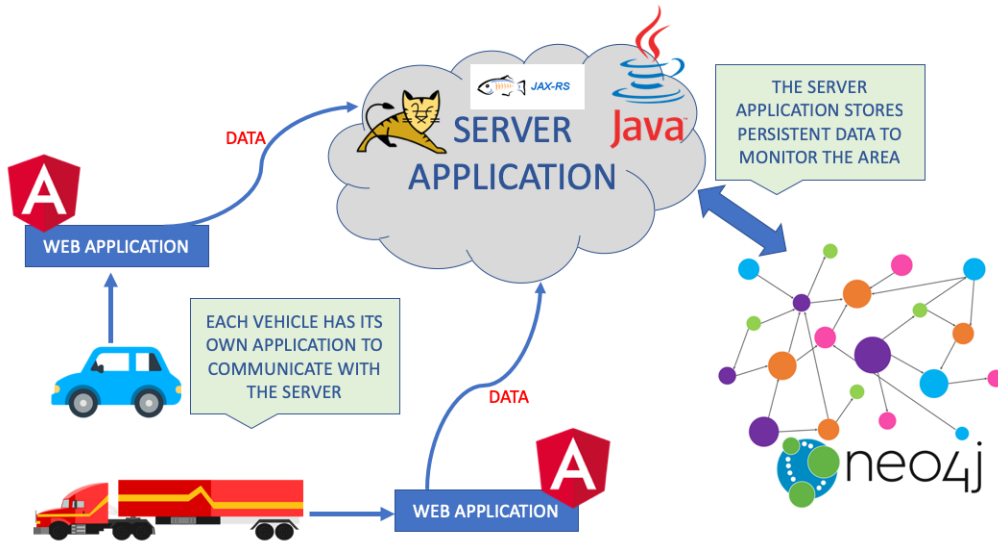 JAX-RS
Java
SERVER
APPLICATION
THE SERVER
APPLICATION STORES
PERSISTENT DATA TO
MONITOR THE AREA
DATA
A
WEB APPLICATION
EACH VEHICLE HAS ITS
OWN APPLICATION TO
COMMUNICATE WITH
THE SERVER
DATA
A
WEB APPLICATION
neo4j